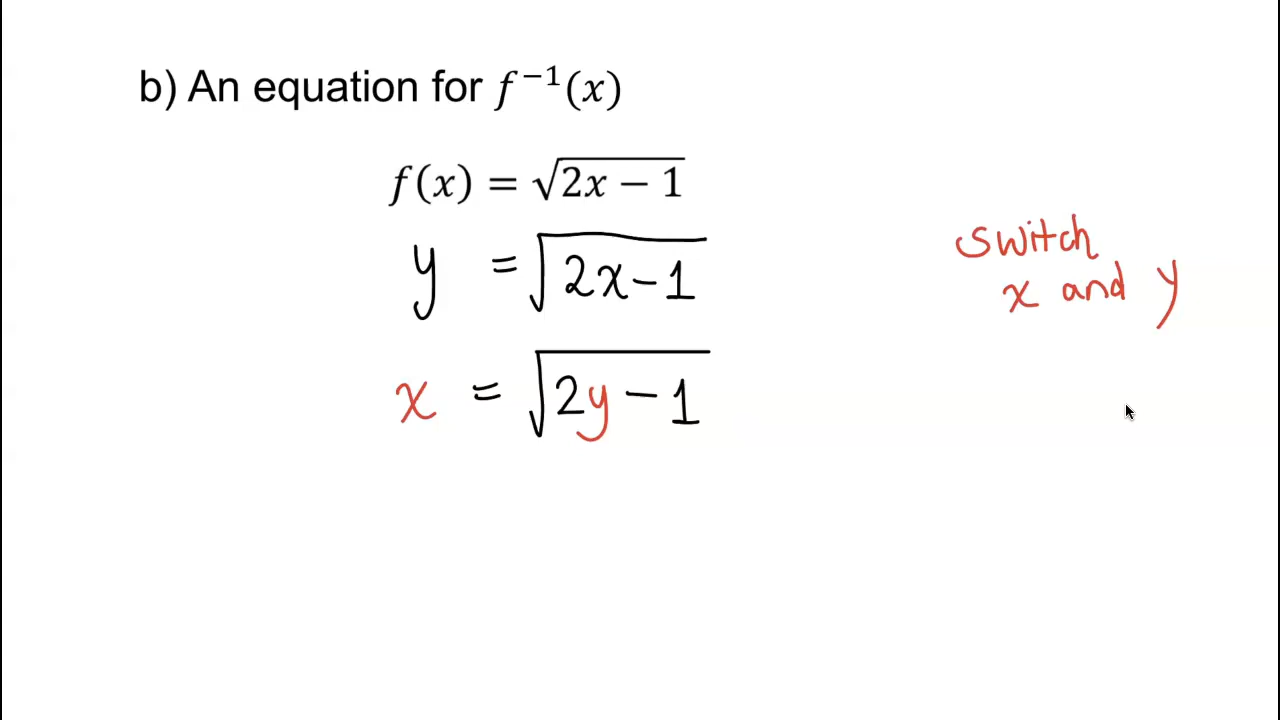 b) An equation for f⁻¹(x)
f(x) = √(2x − 1)
y = √(2x−1)
switch
x and y
x = √(2y − 1)